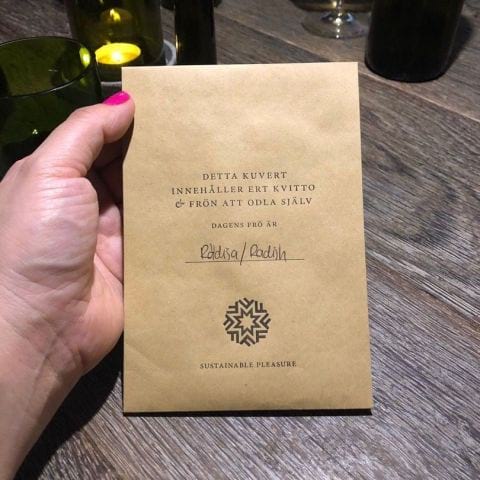 DETTA KUVERT
INNEHÅLLER ERT KVITTO
& FRÖN ATT ODLA SJÄLV
DAGENS FRÖ ÄR
Rädisa/Radish
SUSTAINABLE PLEASURE